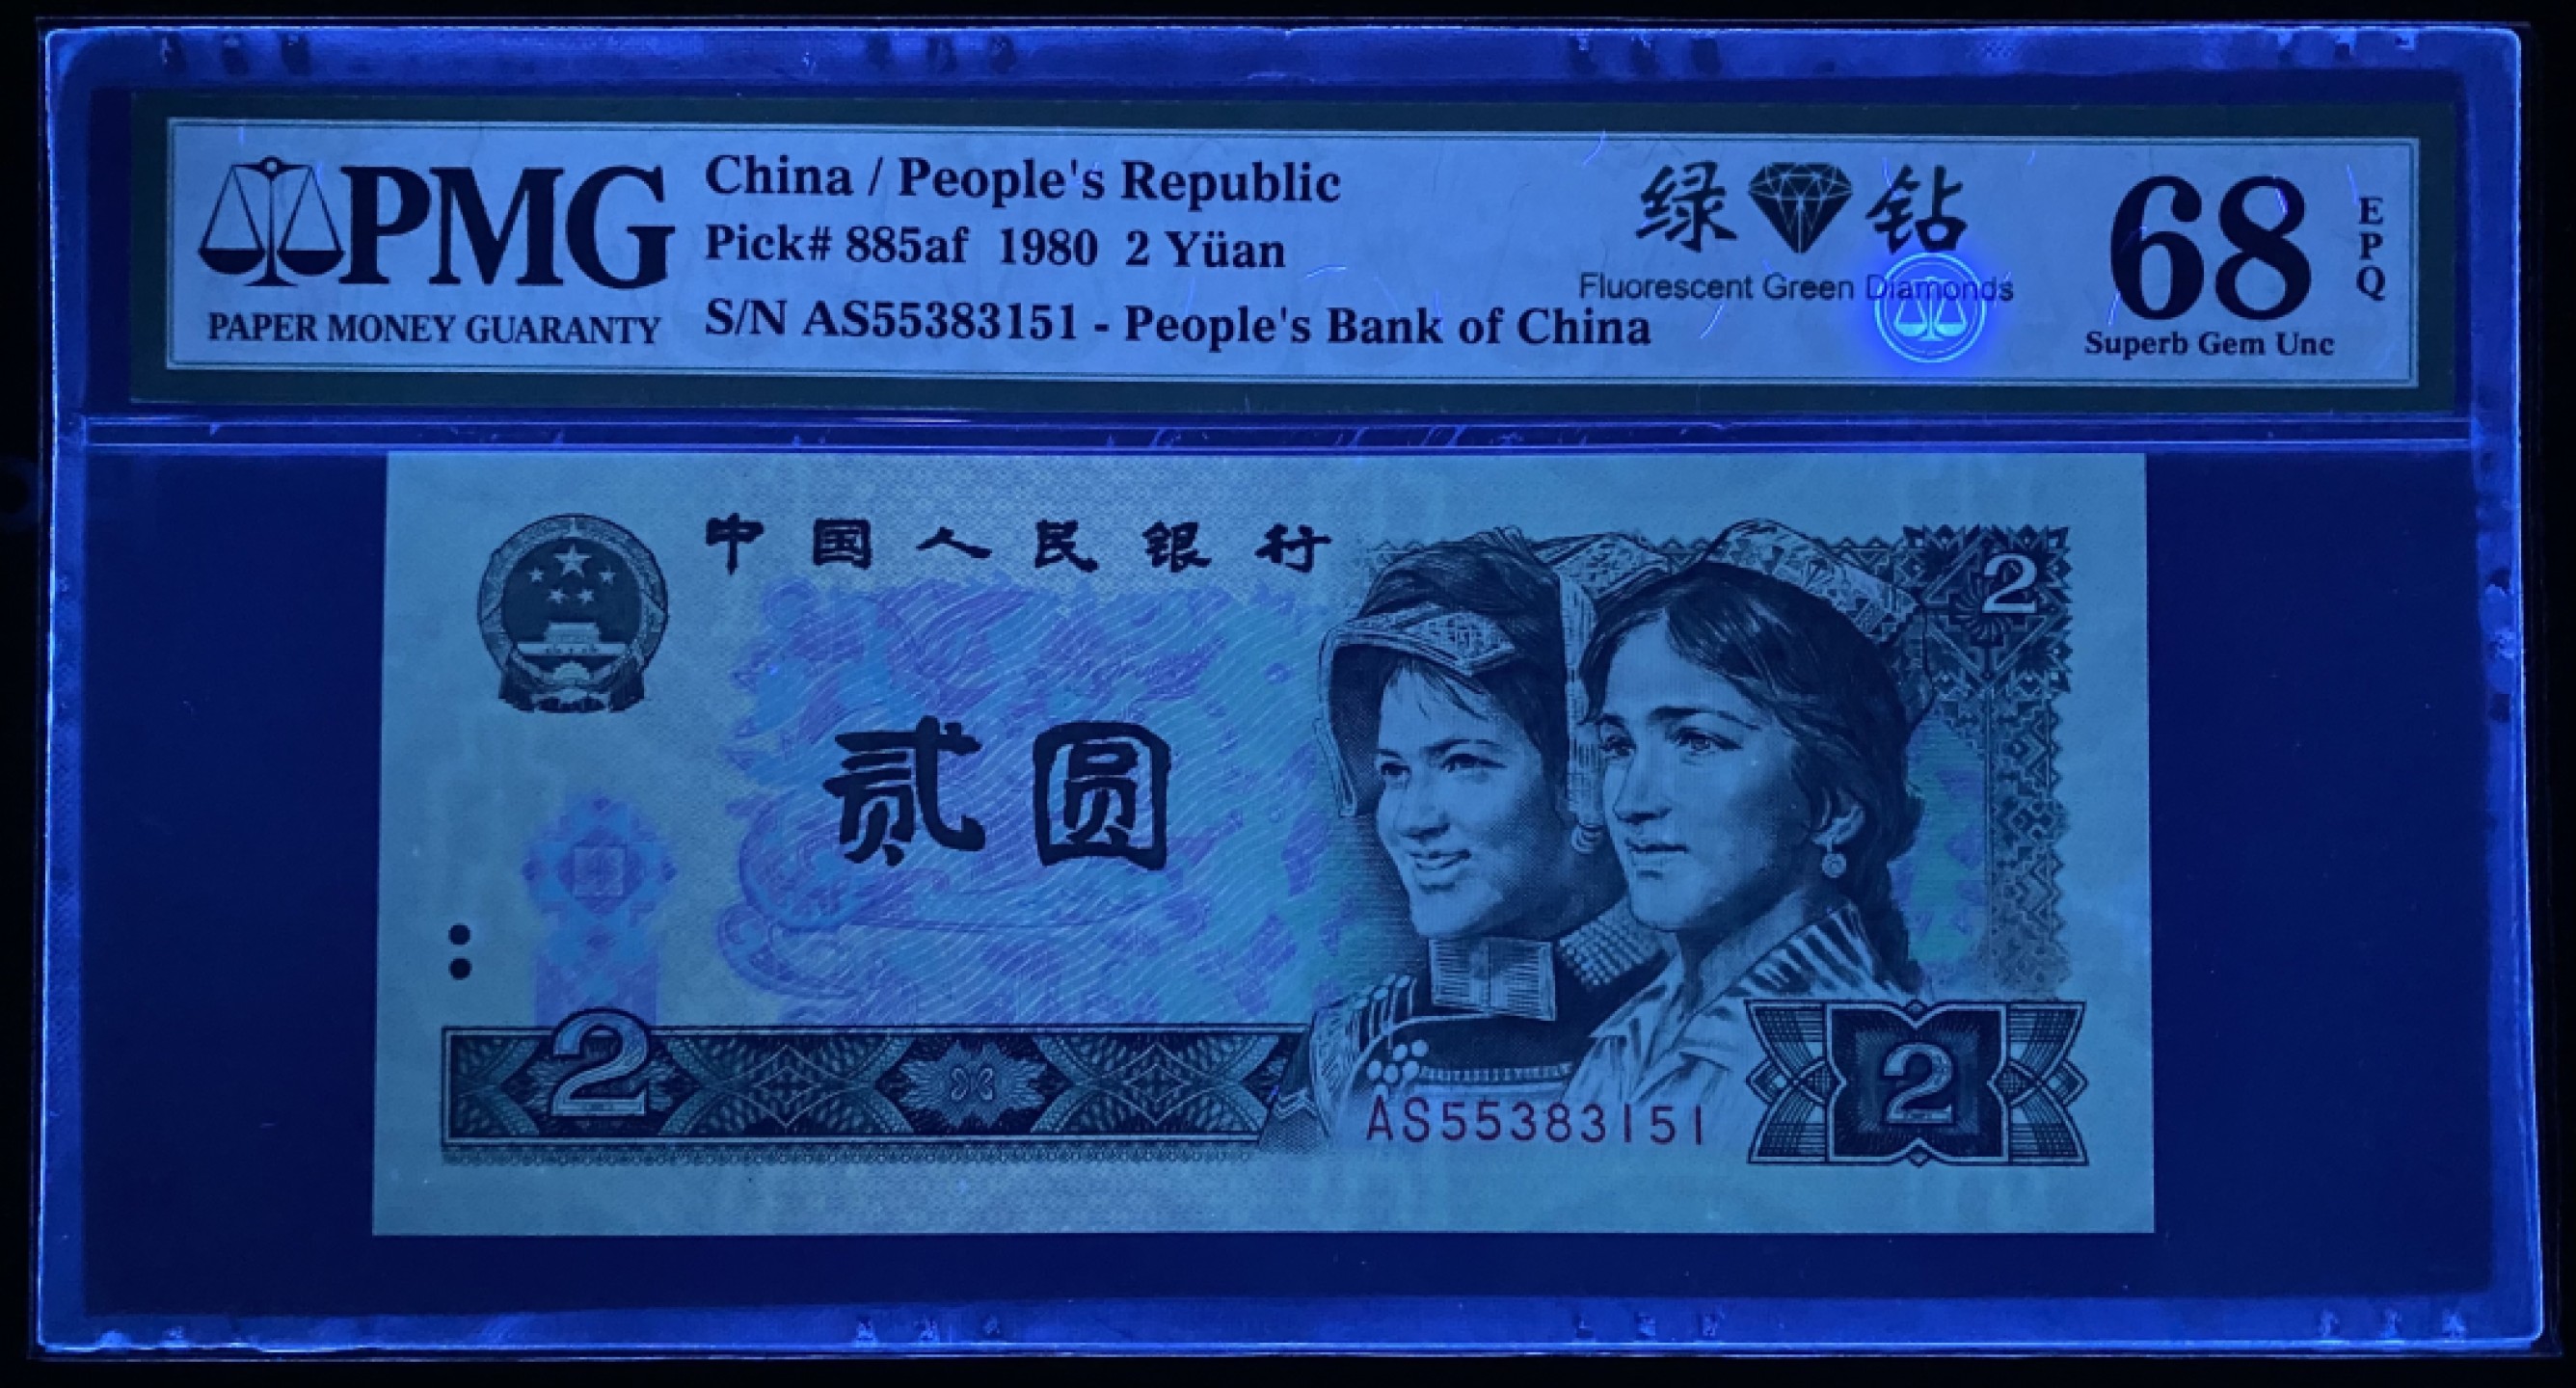 PMG
PAPER MONEY GUARANTY
China / People's Republic
Pick# 885af 1980 2 Yüan
S/N AS55383151 - People's Bank of China
绿 钻
Fluorescent Green Diamonds
68
EPQ
Superb Gem Unc
中国人民银行
2
贰圆
2
2
AS55383151